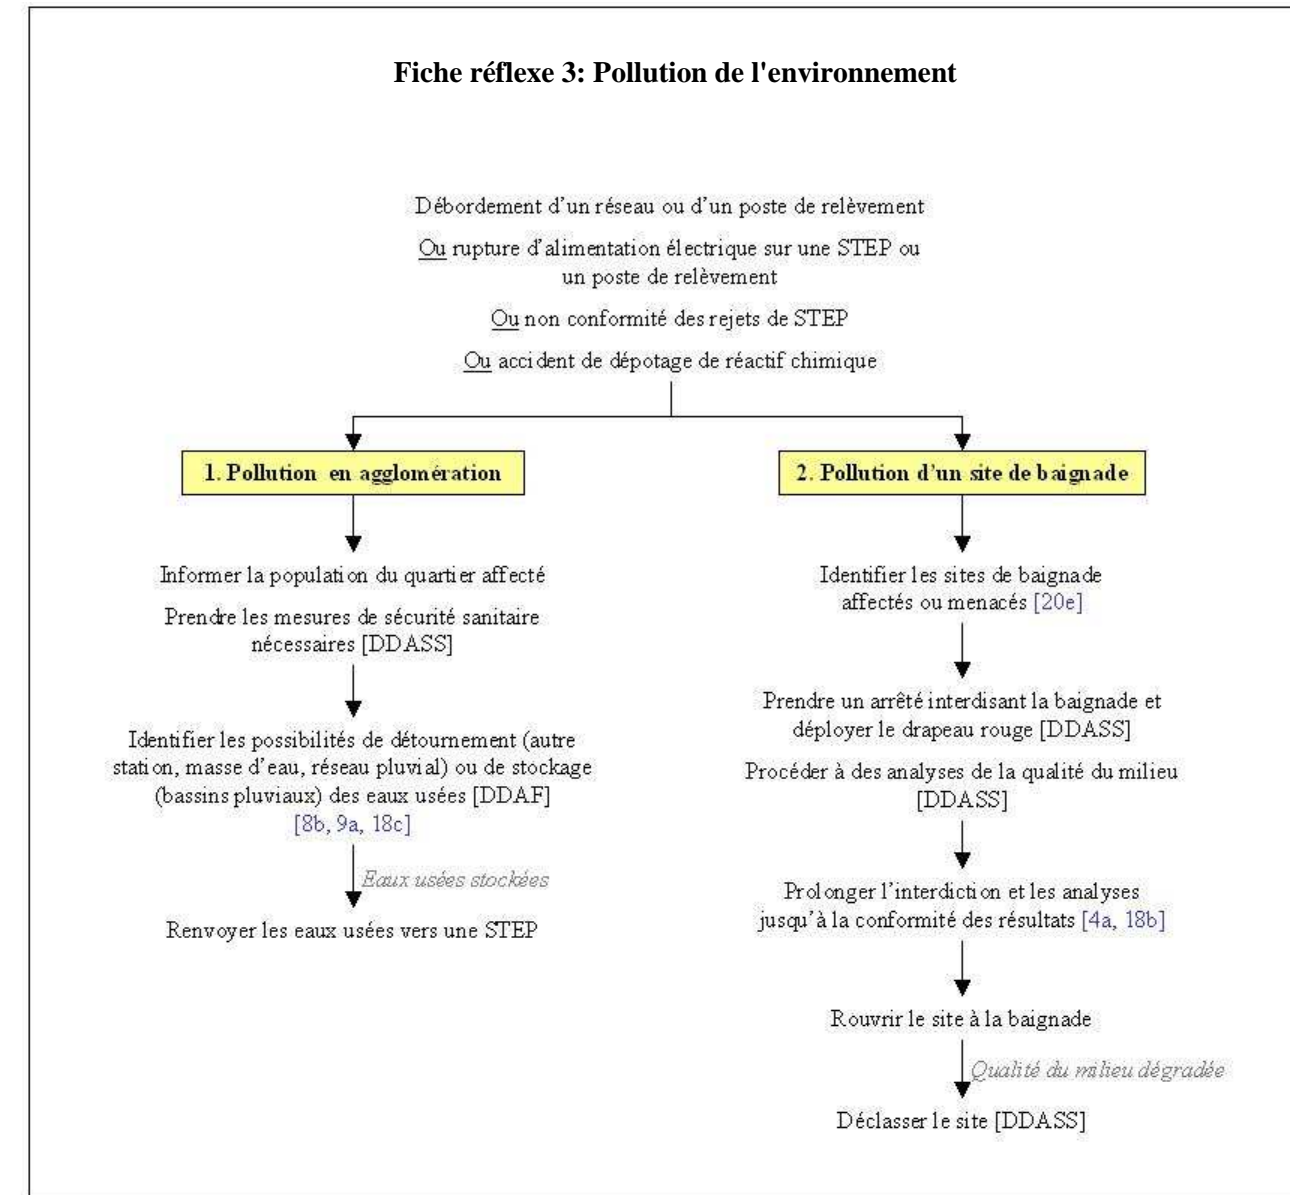 Fiche réflexe 3: Pollution de l'environnement
Débordement d'un réseau ou d'un poste de relèvement
Ou rupture d'alimentation électrique sur une STEP ou
un poste de relèvement
Ou non conformité des rejets de STEP
Ou accident de dépotage de réactif chimique
1. Pollution en agglomération
Informer la population du quartier affecté
Prendre les mesures de sécurité sanitaire
nécessaires [DDASS]
Identifier les possibilités de détournement (autre
station, masse d'eau, réseau pluvial) ou de stockage
(bassins pluviaux) des eaux usées [DDAF]
[8b, 9a, 18c]
Eaux usées stockées
Renvoyer les eaux usées vers une STEP
2. Pollution d'un site de baignade
Identifier les sites de baignade
affectés ou menacés [20e]
Prendre un arrêté interdisant la baignade et
déployer le drapeau rouge [DDASS]
Procéder à des analyses de la qualité du milieu
[DDASS]
Prolonger l'interdiction et les analyses
jusqu'à la conformité des résultats [4a, 18b]
Rouvrir le site à la baignade
Qualité du milieu dégradée
Déclasser le site [DDASS]